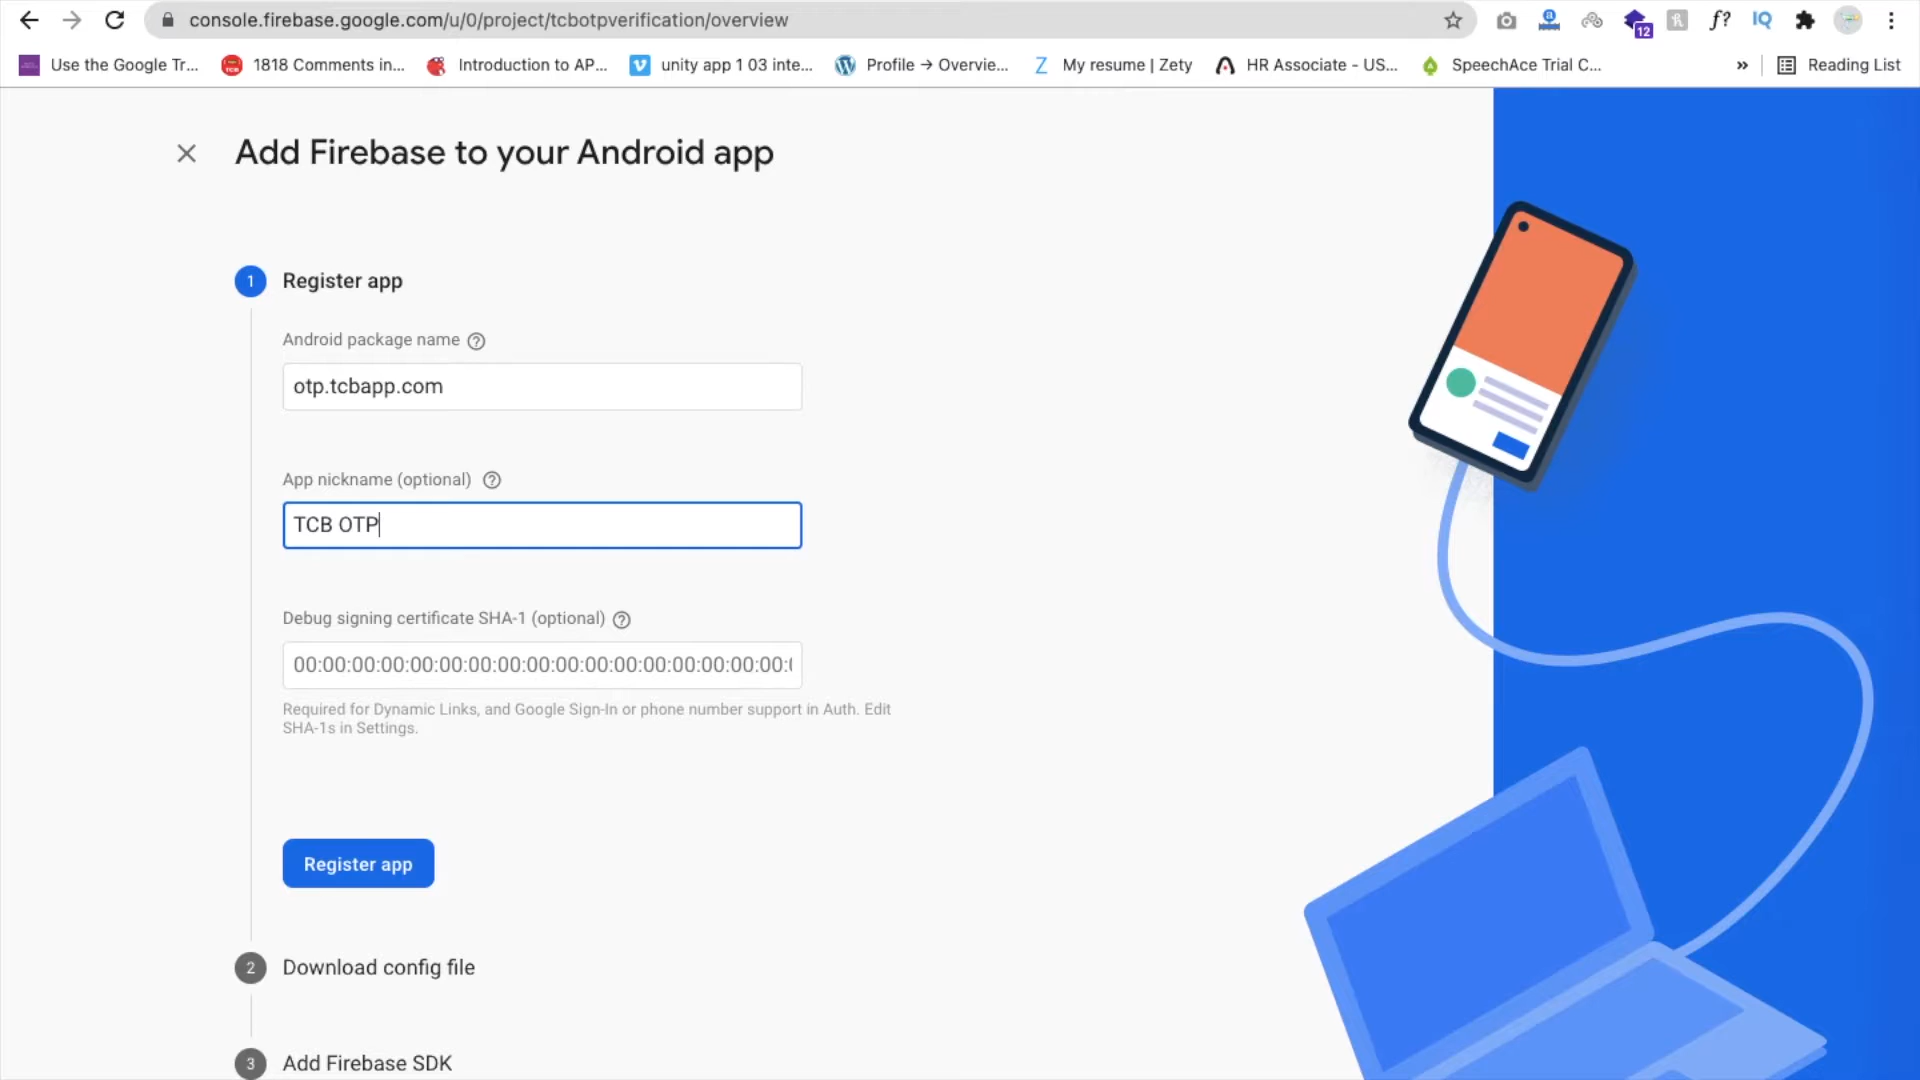 console.firebase.google.com/u/0/project/tcbotpverification/overview
12
f?
IQ
Use the Google Tr...
1818 Comments in...
Introduction to AP...
unity app 1 03 inte...
Profile → Overvie...
Z My resume | Zety
HR Associate - US...
SpeechAce Trial C...
»
Reading List
Add Firebase to your Android app
1 Register app
Android package name ?
otp.tcbapp.com
App nickname (optional) ?
TCB OTP
Debug signing certificate SHA-1 (optional) ?
00:00:00:00:00:00:00:00:00:00:00:00:00:00:00:00:00:
Required for Dynamic Links, and Google Sign-In or phone number support in Auth. Edit
SHA-1s in Settings.
Register app
2 Download config file
3 Add Firebase SDK